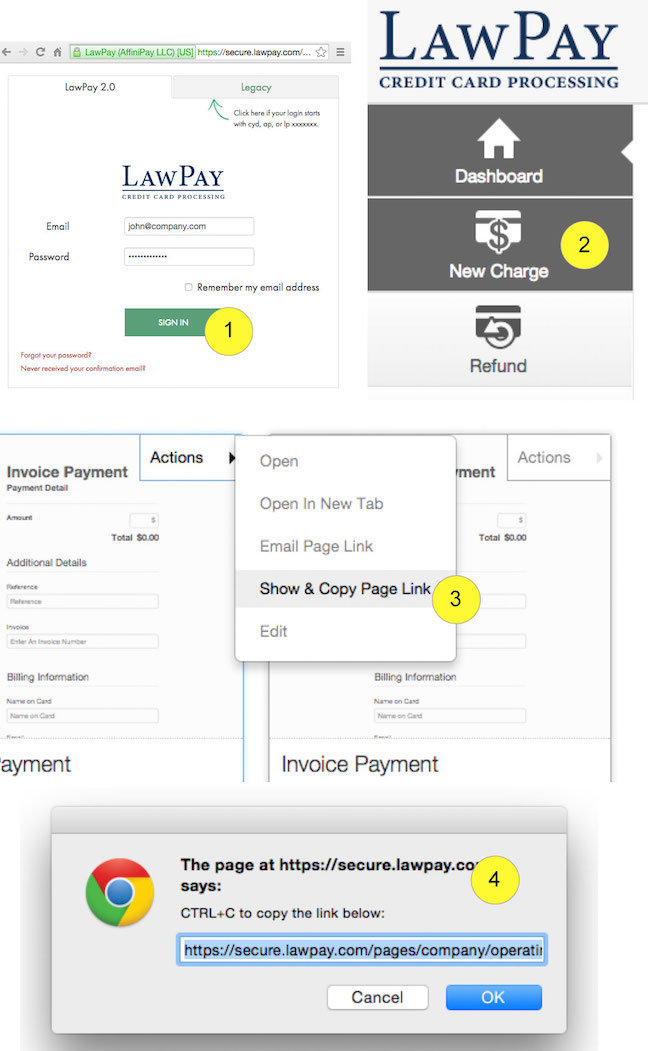 LawPay (AffiniPay LLC) [US] https://secure.lawpay.com/...
LawPay 2.0
Legacy
Click here if your login starts
with cyd, ap, or lp xxxxxxx.
LAWPAY
CREDIT CARD PROCESSING
Email
john@company.com
Password
•••••••••••••
Remember my email address
SIGN IN
1
Forgot your password?
Never received your confirmation email?
LAWPAY
CREDIT CARD PROCESSING
Dashboard
New Charge
2
Refund
Invoice Payment
Payment Detail
Amount
$
Total $0.00
Additional Details
Reference
Reference
Invoice
Enter An Invoice Number
Billing Information
Name on Card
Name on Card
Email
ayment
Actions
Open
Open In New Tab
Email Page Link
Show & Copy Page Link
3
Edit
ment
Actions
$
Total $0.00
Billing Information
Name on Card
Name on Card
Email
Invoice Payment
The page at https://secure.lawpay.co
says:
4
CTRL+C to copy the link below:
https://secure.lawpay.com/pages/company/operatin
Cancel
OK